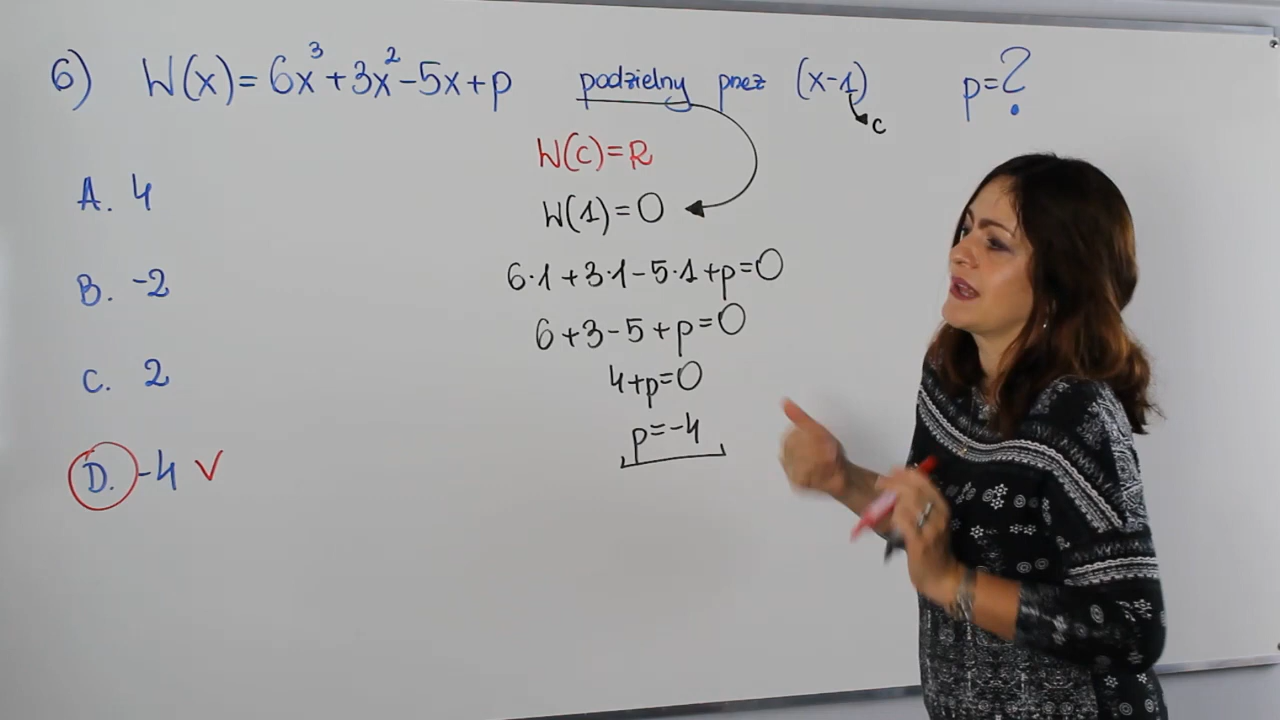 6) W(x)=6x³+3x²-5x+p podzielny przez (x-1) p=?
c
W(c)=R
W(1)=0
6·1+3·1-5·1+p=0
6+3-5+p=0
4+p=0
p=-4
A. 4
B. -2
C. 2
D. -4 √